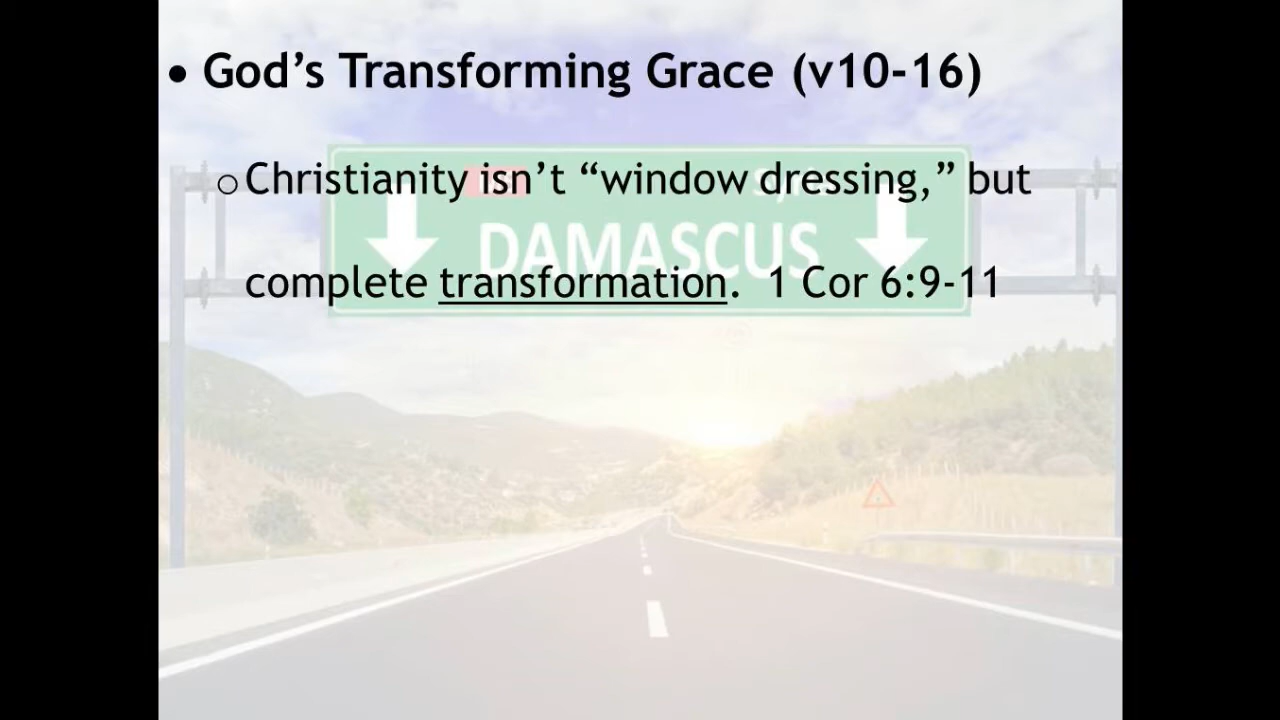 • God’s Transforming Grace (v10-16)
○ Christianity isn’t “window dressing,” but
DAMASCUS
complete transformation.  1 Cor 6:9-11